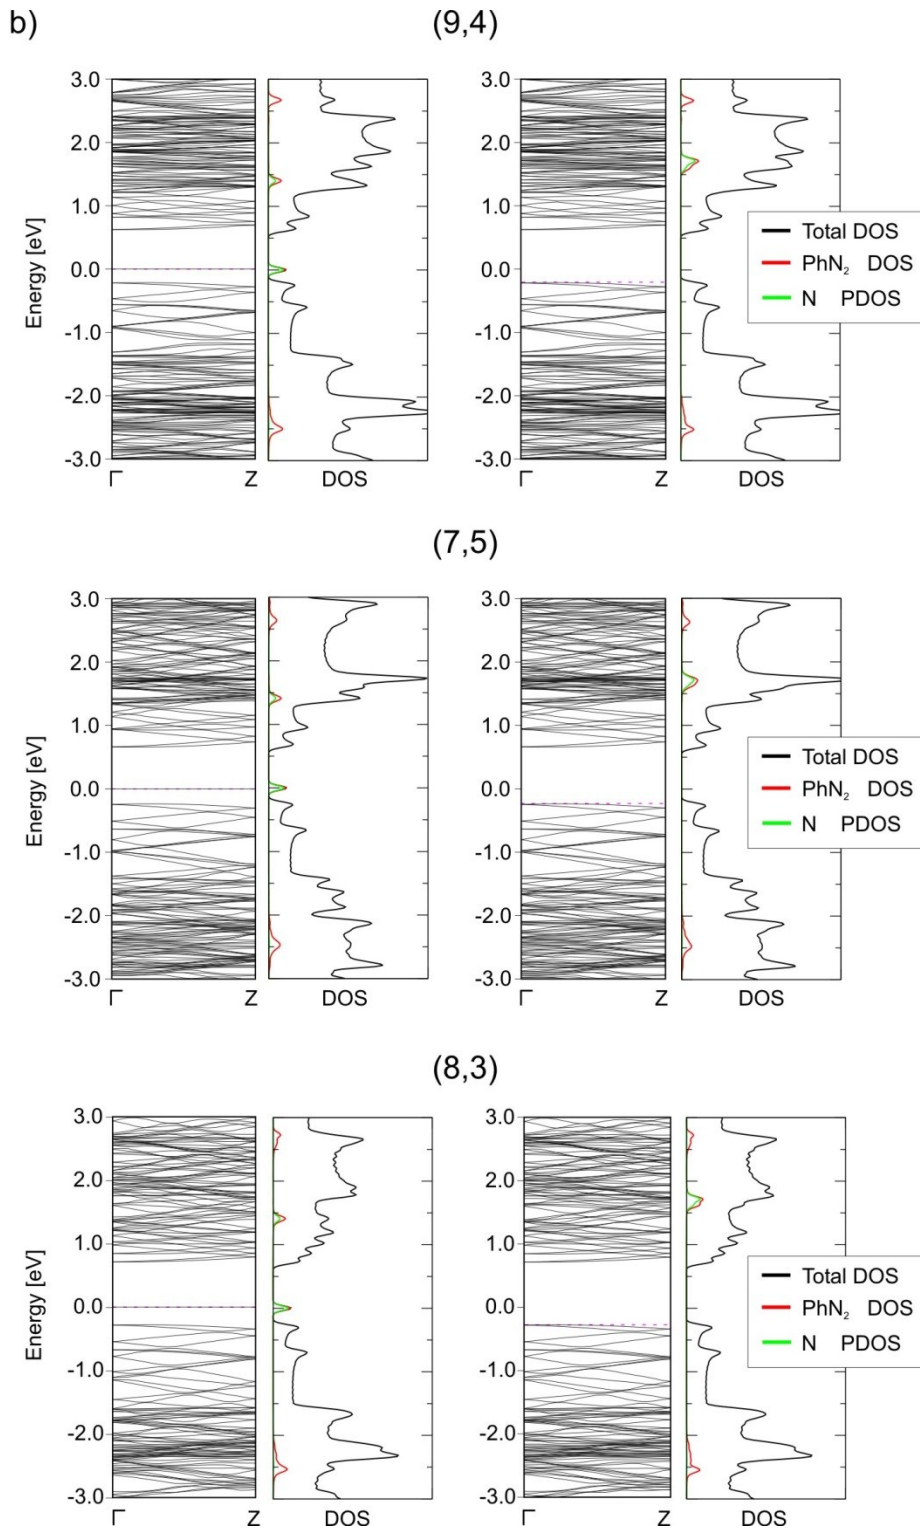 b)
(9,4)
Energy [eV]
3.0
2.0
1.0
0.0
-1.0
-2.0
-3.0
Γ Z DOS
3.0
2.0
1.0
0.0
-1.0
-2.0
-3.0
Γ Z DOS
Total DOS
PhN₂ DOS
N PDOS
(7,5)
Energy [eV]
3.0
2.0
1.0
0.0
-1.0
-2.0
-3.0
Γ Z DOS
3.0
2.0
1.0
0.0
-1.0
-2.0
-3.0
Γ Z DOS
Total DOS
PhN₂ DOS
N PDOS
(8,3)
Energy [eV]
3.0
2.0
1.0
0.0
-1.0
-2.0
-3.0
Γ Z DOS
3.0
2.0
1.0
0.0
-1.0
-2.0
-3.0
Γ Z DOS
Total DOS
PhN₂ DOS
N PDOS